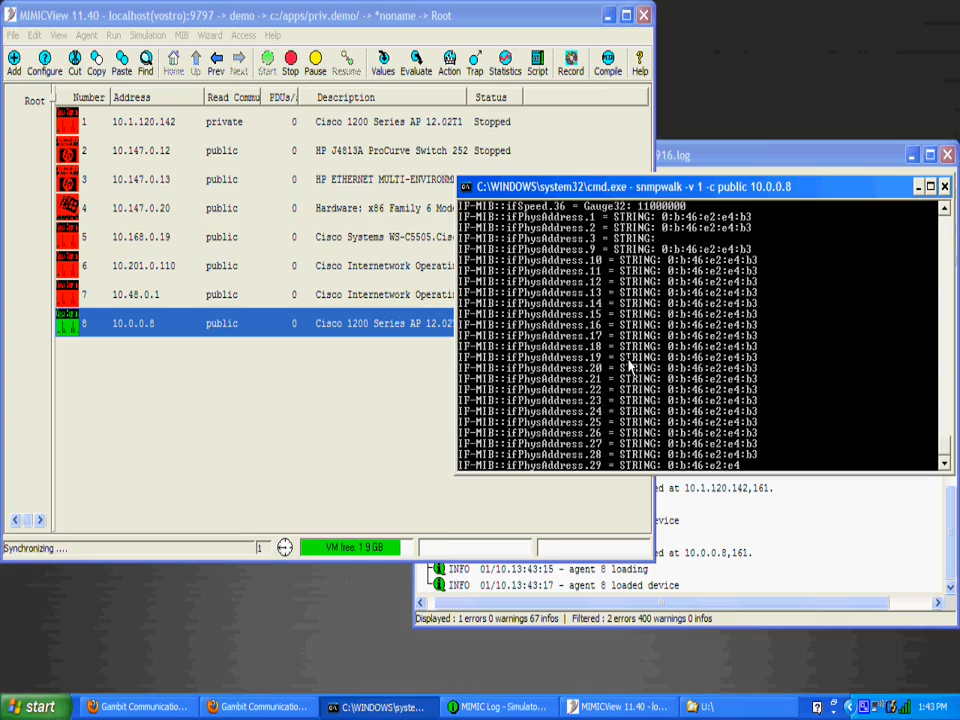 MIMICView 11.40 - localhost(vostro):9797 -> demo -> c:/apps/priv.demo/ -> *noname -> Root
File Edit View Agent Run Simulation MIB Wizard Access Help
Add Configure Cut Copy Paste Find Home Up Prev Next Start Stop Pause Resume Values Evaluate Action Trap Statistics Script Record Compile Help
Root
Number Address Read Commu PDUs/ Description Status
1 10.1.120.142 private 0 Cisco 1200 Series AP 12.02T1 Stopped
2 10.147.0.12 public 0 HP J4813A ProCurve Switch 252 Stopped
3 10.147.0.13 public 0 HP ETHERNET MULTI-ENVIRONM
4 10.147.0.20 public 0 Hardware: x86 Family 6 Mode
5 10.168.0.19 public 0 Cisco Systems WS-C5505.Cisc
6 10.201.0.110 public 0 Cisco Internetwork Operati
7 10.48.0.1 public 0 Cisco Internetwork Operati
8 10.0.0.8 public 0 Cisco 1200 Series AP 12.02
Synchronizing ....
1
VM free: 1.9 GB
916.log
C:\WINDOWS\system32\cmd.exe - snmpwalk -v 1 -c public 10.0.0.8
IF-MIB::ifSpeed.36 = Gauge32: 11000000
IF-MIB::ifPhysAddress.1 = STRING: 0:b:46:e2:e4:b3
IF-MIB::ifPhysAddress.2 = STRING: 0:b:46:e2:e4:b3
IF-MIB::ifPhysAddress.3 = STRING:
IF-MIB::ifPhysAddress.9 = STRING: 0:b:46:e2:e4:b3
IF-MIB::ifPhysAddress.10 = STRING: 0:b:46:e2:e4:b3
IF-MIB::ifPhysAddress.11 = STRING: 0:b:46:e2:e4:b3
IF-MIB::ifPhysAddress.12 = STRING: 0:b:46:e2:e4:b3
IF-MIB::ifPhysAddress.13 = STRING: 0:b:46:e2:e4:b3
IF-MIB::ifPhysAddress.14 = STRING: 0:b:46:e2:e4:b3
IF-MIB::ifPhysAddress.15 = STRING: 0:b:46:e2:e4:b3
IF-MIB::ifPhysAddress.16 = STRING: 0:b:46:e2:e4:b3
IF-MIB::ifPhysAddress.17 = STRING: 0:b:46:e2:e4:b3
IF-MIB::ifPhysAddress.18 = STRING: 0:b:46:e2:e4:b3
IF-MIB::ifPhysAddress.19 = STRING: 0:b:46:e2:e4:b3
IF-MIB::ifPhysAddress.20 = STRING: 0:b:46:e2:e4:b3
IF-MIB::ifPhysAddress.21 = STRING: 0:b:46:e2:e4:b3
IF-MIB::ifPhysAddress.22 = STRING: 0:b:46:e2:e4:b3
IF-MIB::ifPhysAddress.23 = STRING: 0:b:46:e2:e4:b3
IF-MIB::ifPhysAddress.24 = STRING: 0:b:46:e2:e4:b3
IF-MIB::ifPhysAddress.25 = STRING: 0:b:46:e2:e4:b3
IF-MIB::ifPhysAddress.26 = STRING: 0:b:46:e2:e4:b3
IF-MIB::ifPhysAddress.27 = STRING: 0:b:46:e2:e4:b3
IF-MIB::ifPhysAddress.28 = STRING: 0:b:46:e2:e4:b3
IF-MIB::ifPhysAddress.29 = STRING: 0:b:46:e2:e4
ed at 10.1.120.142,161.
evice
ed at 10.0.0.8,161.
INFO 01/10.13:43:15 - agent 8 loading
INFO 01/10.13:43:17 - agent 8 loaded device
Displayed : 1 errors 0 warnings 67 infos | Filtered : 2 errors 400 warnings 0 infos
start Gambit Communicatio... Gambit Communicatio... C:\WINDOWS\syste... MIMIC Log - Simulato... MIMICView 11.40 - lo... U:\ 1:43 PM